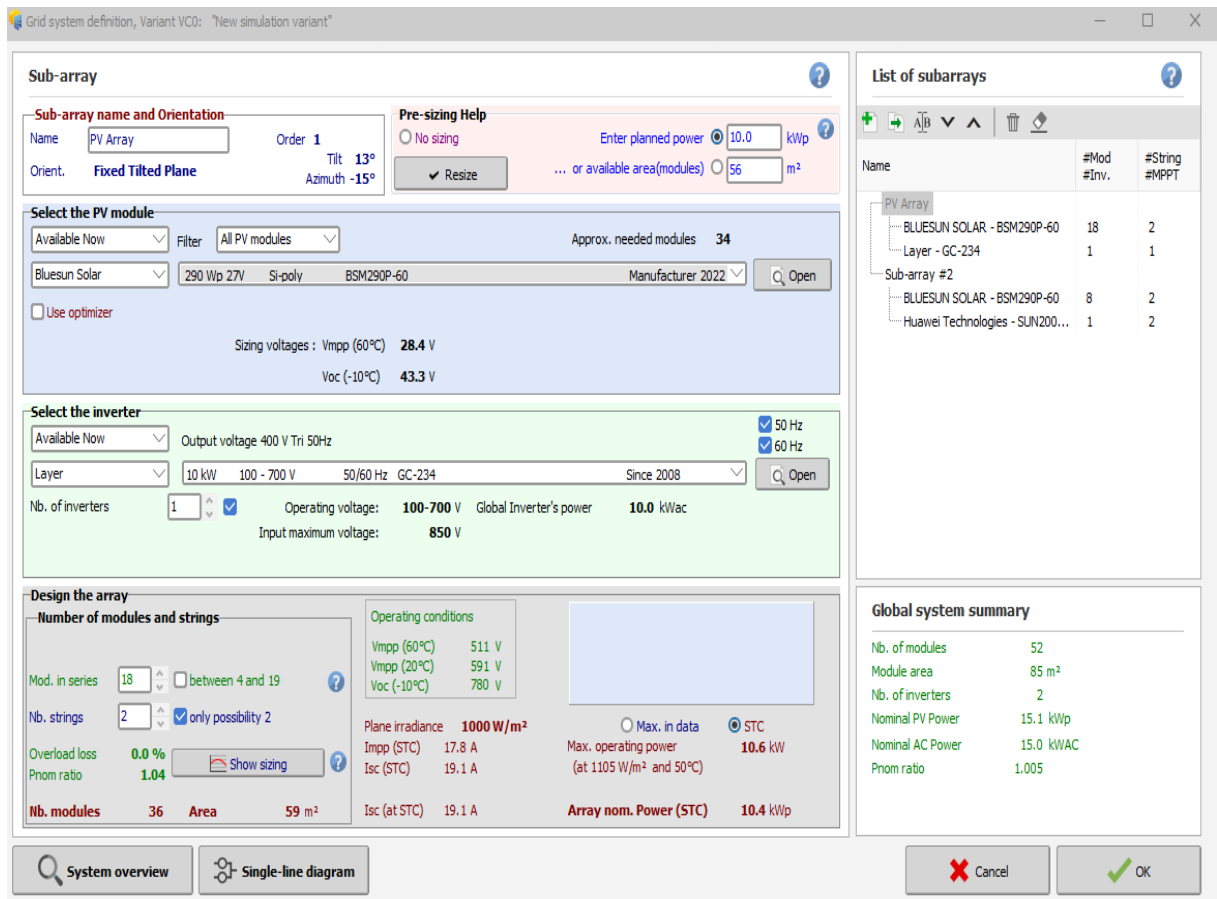 Grid system definition, Variant VC0: "New simulation variant"
Sub-array
Sub-array name and Orientation
Name PV Array Order 1
Tilt 13°
Orient. Fixed Tilted Plane Azimuth -15°
Pre-sizing Help
No sizing Enter planned power 10.0 kWp
Resize ... or available area(modules) 56 m²
Select the PV module
Available Now Filter All PV modules Approx. needed modules 34
Bluesun Solar 290 Wp 27V Si-poly BSM290P-60 Manufacturer 2022 Open
Use optimizer
Sizing voltages : Vmpp (60°C) 28.4 V
Voc (-10°C) 43.3 V
Select the inverter
Available Now Output voltage 400 V Tri 50Hz 50 Hz
60 Hz
Layer 10 kW 100 - 700 V 50/60 Hz GC-234 Since 2008 Open
Nb. of inverters 1 Operating voltage: 100-700 V Global Inverter's power 10.0 kWac
Input maximum voltage: 850 V
Design the array
Number of modules and strings
Mod. in series 18 between 4 and 19
Nb. strings 2 only possibility 2
Overload loss 0.0 %
Pnom ratio 1.04 Show sizing
Nb. modules 36 Area 59 m²
Operating conditions
Vmpp (60°C) 511 V
Vmpp (20°C) 591 V
Voc (-10°C) 780 V
Plane irradiance 1000 W/m² Max. in data STC
Impp (STC) 17.8 A Max. operating power 10.6 kW
Isc (STC) 19.1 A (at 1105 W/m² and 50°C)
Isc (at STC) 19.1 A Array nom. Power (STC) 10.4 kWp
List of subarrays
Name #Mod #String
#Inv. #MPPT
PV Array
BLUESUN SOLAR - BSM290P-60 18 2
Layer - GC-234 1 1
Sub-array #2
BLUESUN SOLAR - BSM290P-60 8 2
Huawei Technologies - SUN200... 1 2
Global system summary
Nb. of modules 52
Module area 85 m²
Nb. of inverters 2
Nominal PV Power 15.1 kWp
Nominal AC Power 15.0 kWAC
Pnom ratio 1.005
System overview Single-line diagram Cancel OK